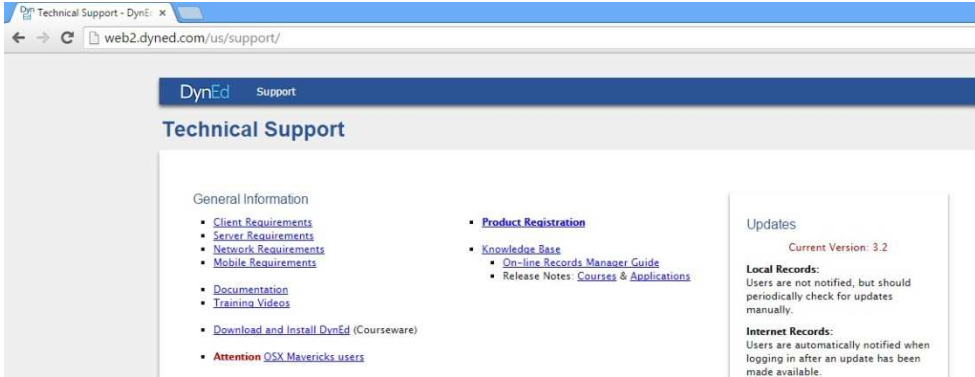 Technical Support - DynE
web2.dyned.com/us/support/
DynEd Support
Technical Support
General Information
Client Requirements
Server Requirements
Network Requirements
Mobile Requirements
Documentation
Training Videos
Download and Install DynEd (Courseware)
Attention OSX Mavericks users
Product Registration
Knowledge Base
On-line Records Manager Guide
Release Notes: Courses & Applications
Updates
Current Version: 3.2
Local Records:
Users are not notified, but should
periodically check for updates
manually.
Internet Records:
Users are automatically notified when
logging in after an update has been
made available.